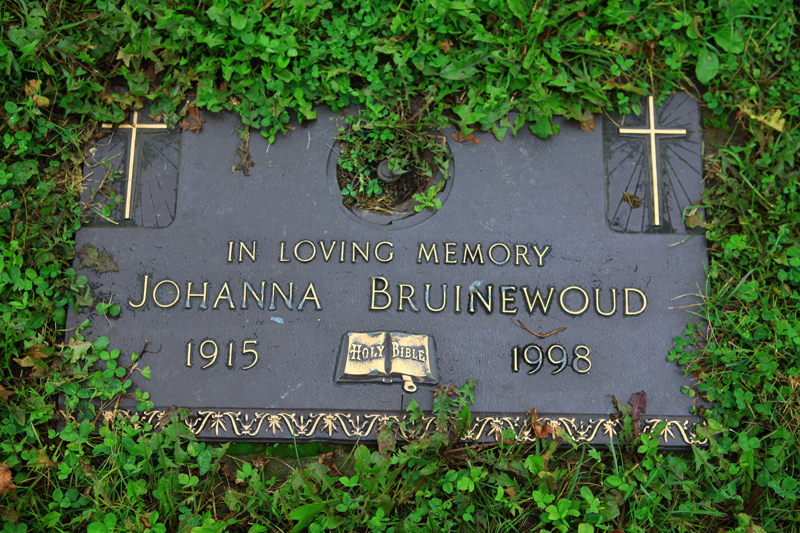 IN LOVING MEMORY
JOHANNA BRUINEWOUD
1915 HOLY BIBLE 1998